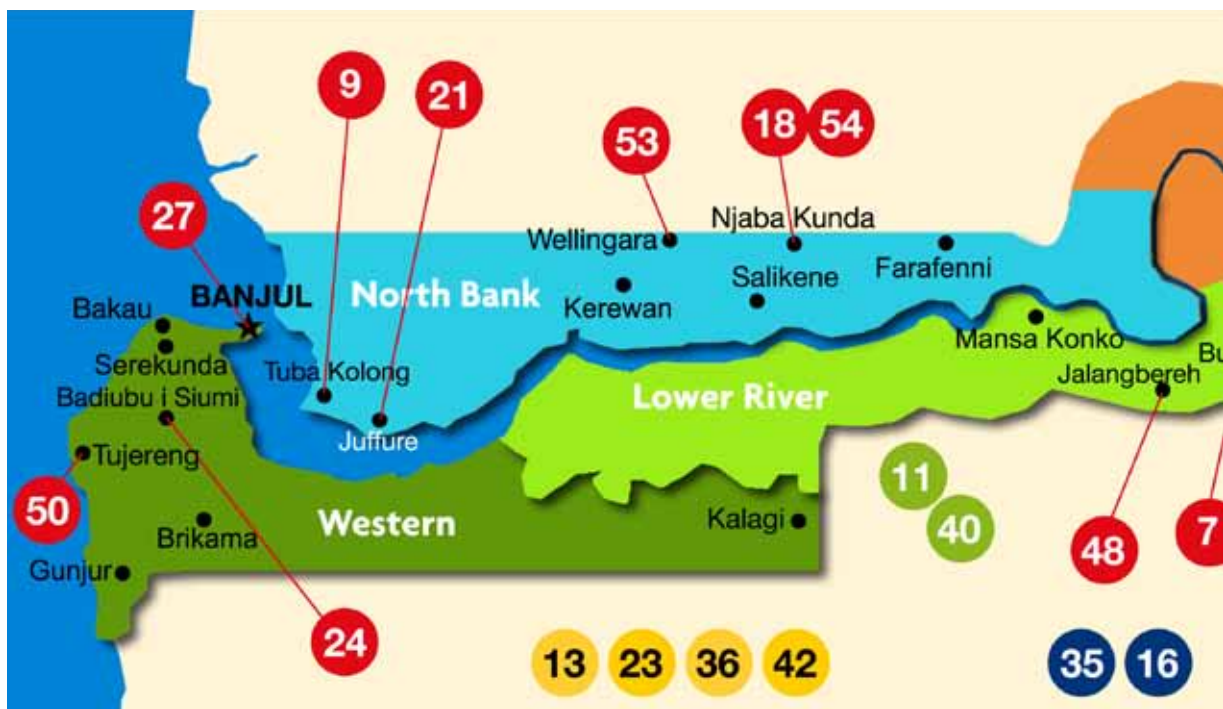 9
21
18
54
53
27
Njaba Kunda
Wellingara
Farafenni
Salikene
BANJUL
North Bank
Kerewan
Bakau
Mansa Konko
Serekunda
Tuba Kolong
Bu
Jalangbereh
Badiubu i Siumi
Lower River
Juffure
Tujereng
11
50
Western
Kalagi
40
Brikama
48
7
Gunjur
24
13
23
36
42
35
16